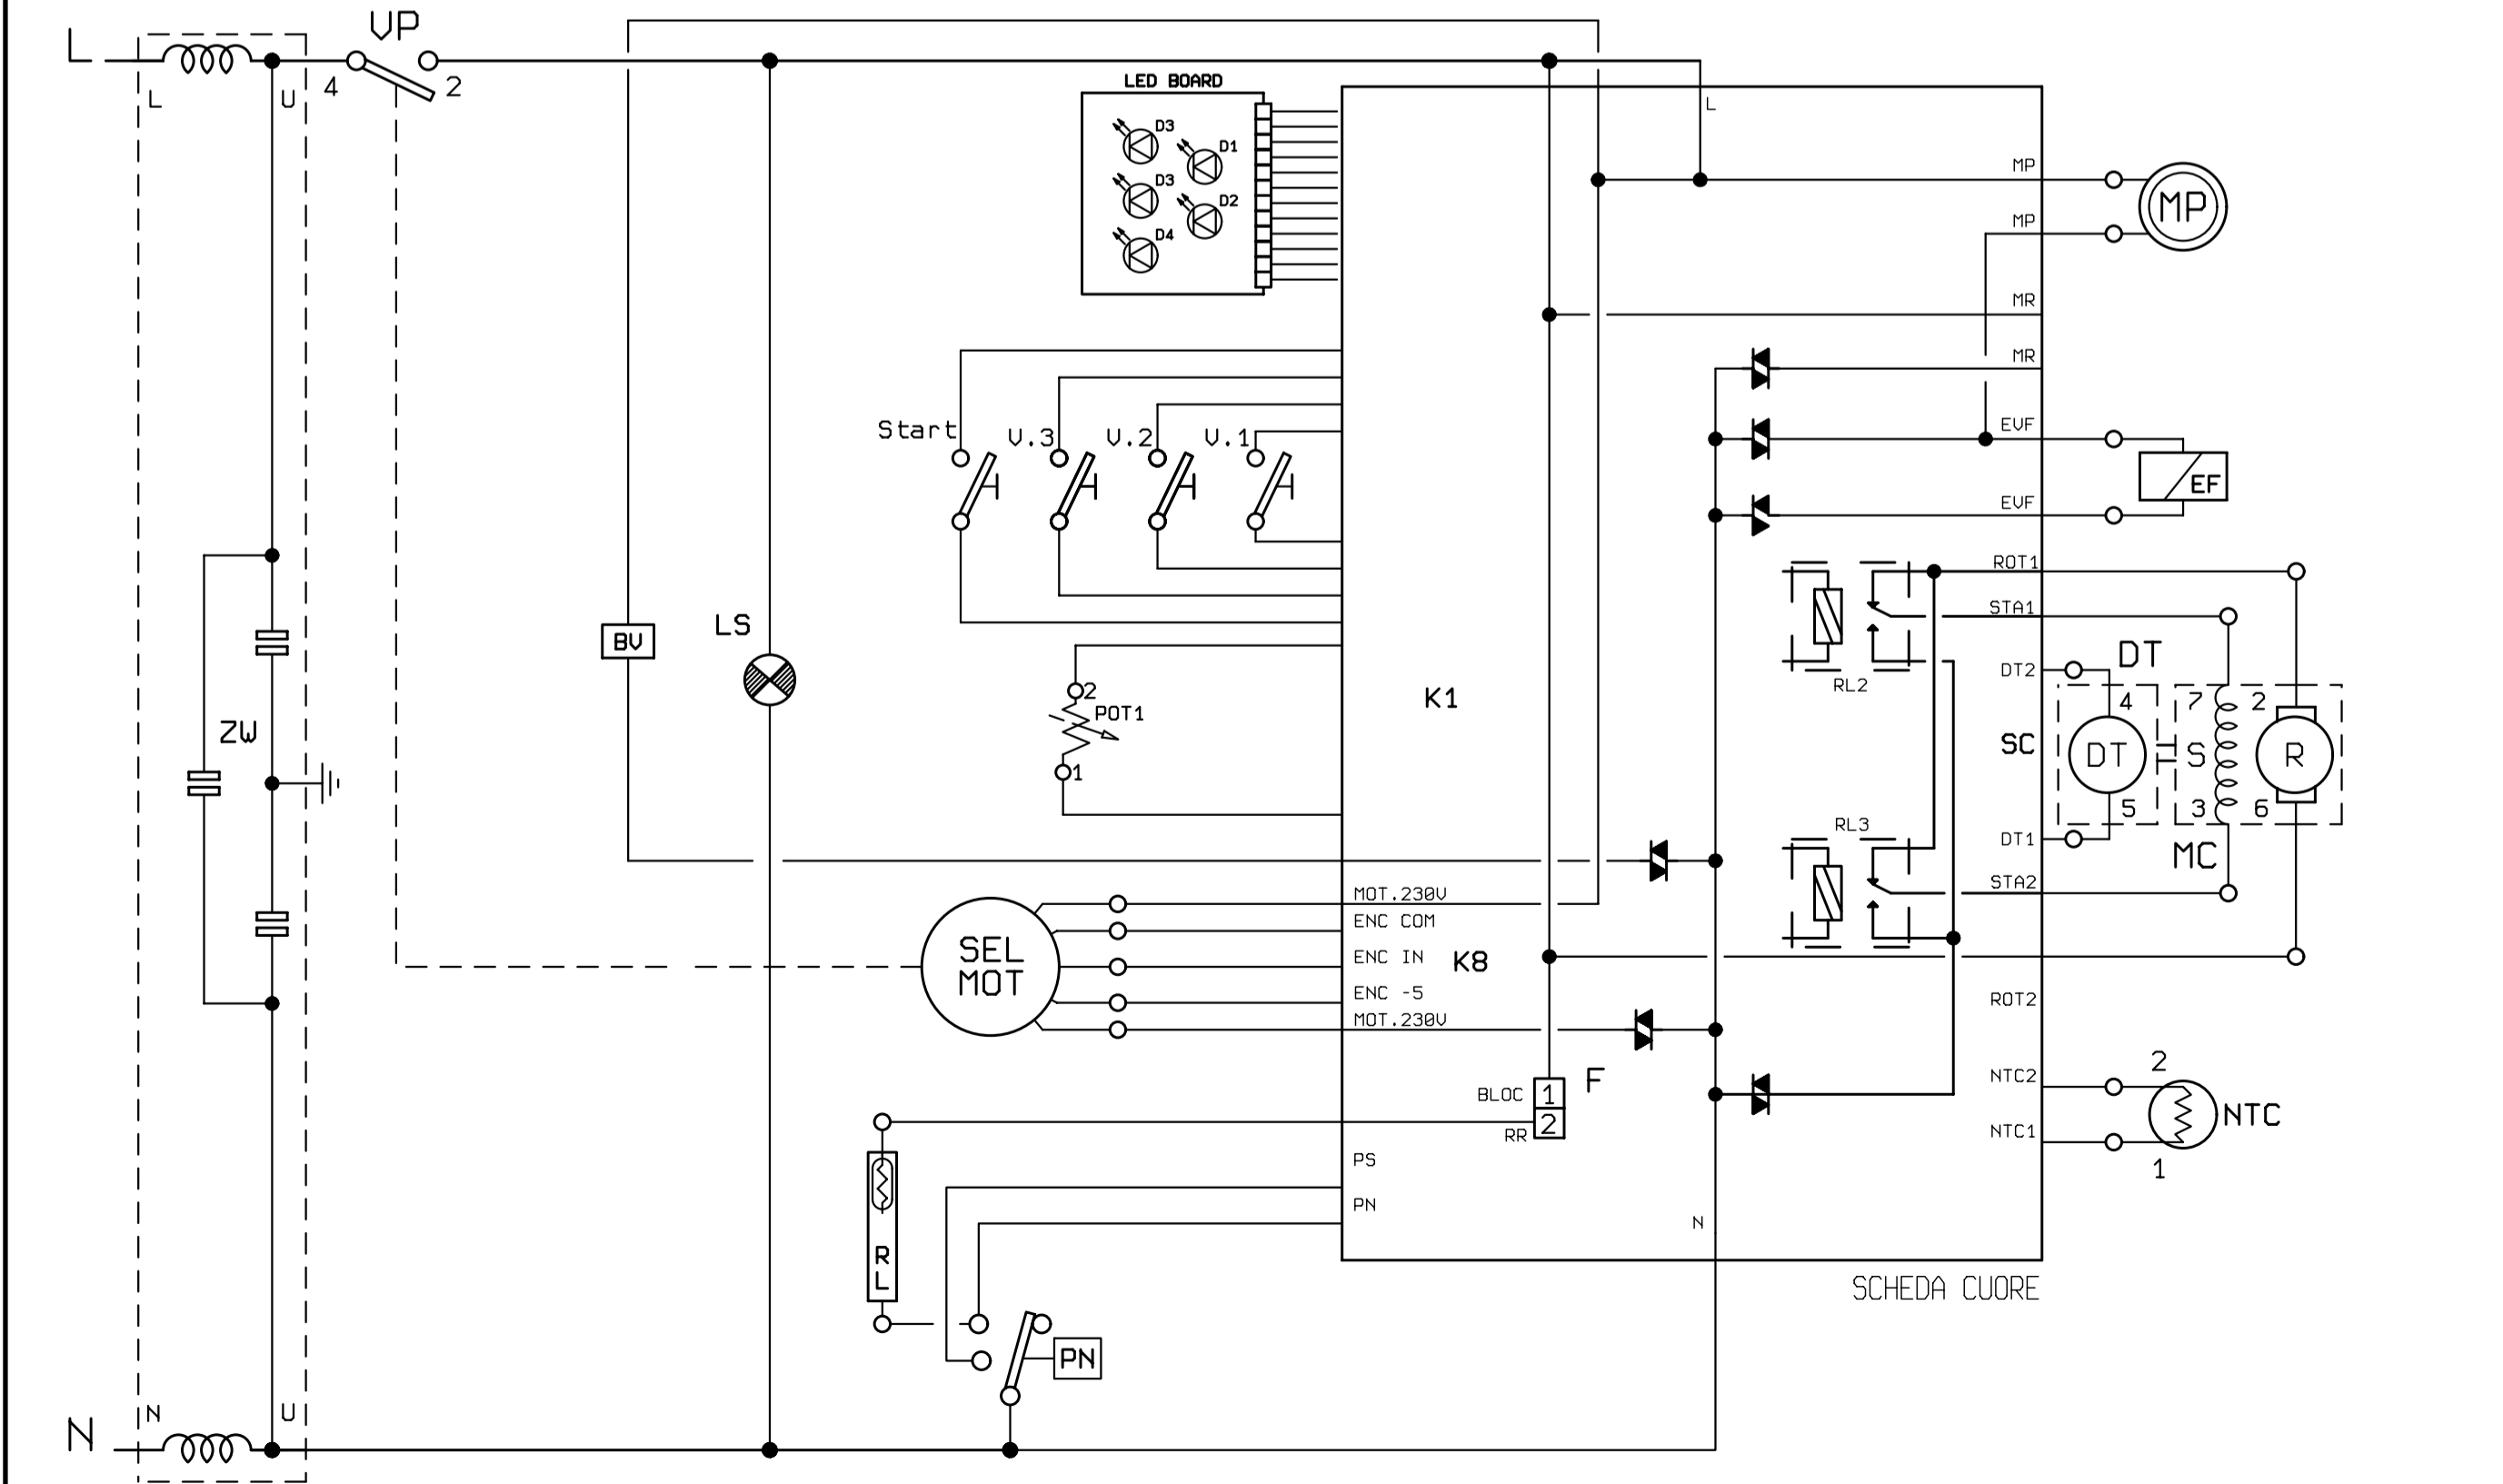 L
VP
L
U
4
2
LED BOARD
D3
D1
D3
D2
D4
L
MP
MP
MP
MR
MR
Start
V.3
V.2
V.1
EVF
EF
EVF
ROT1
STA1
BV
LS
DT
DT2
RL2
K1
2
POT1
1
ZW
SC
4
7
2
DT
S
R
5
3
6
RL3
DT1
MC
STA2
MOT.230V
ENC COM
SEL
MOT
ENC IN
K8
ENC -5
ROT2
MOT.230V
F
2
NTC2
BLOC
1
2
NTC
RR
NTC1
1
PS
PN
N
RL
SCHEDA CUORE
PN
N
N
U